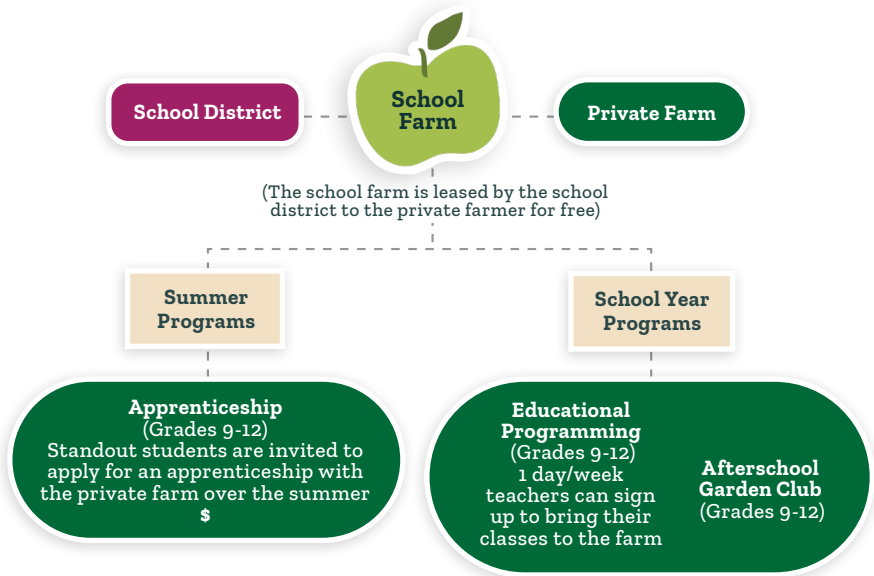 School District
School
Farm
Private Farm
(The school farm is leased by the school
district to the private farmer for free)
Summer
Programs
School Year
Programs
Apprenticeship
(Grades 9-12)
Standout students are invited to
apply for an apprenticeship with
the private farm over the summer
$
Educational
Programming
(Grades 9-12)
1 day/week
teachers can sign
up to bring their
classes to the farm
Afterschool
Garden Club
(Grades 9-12)